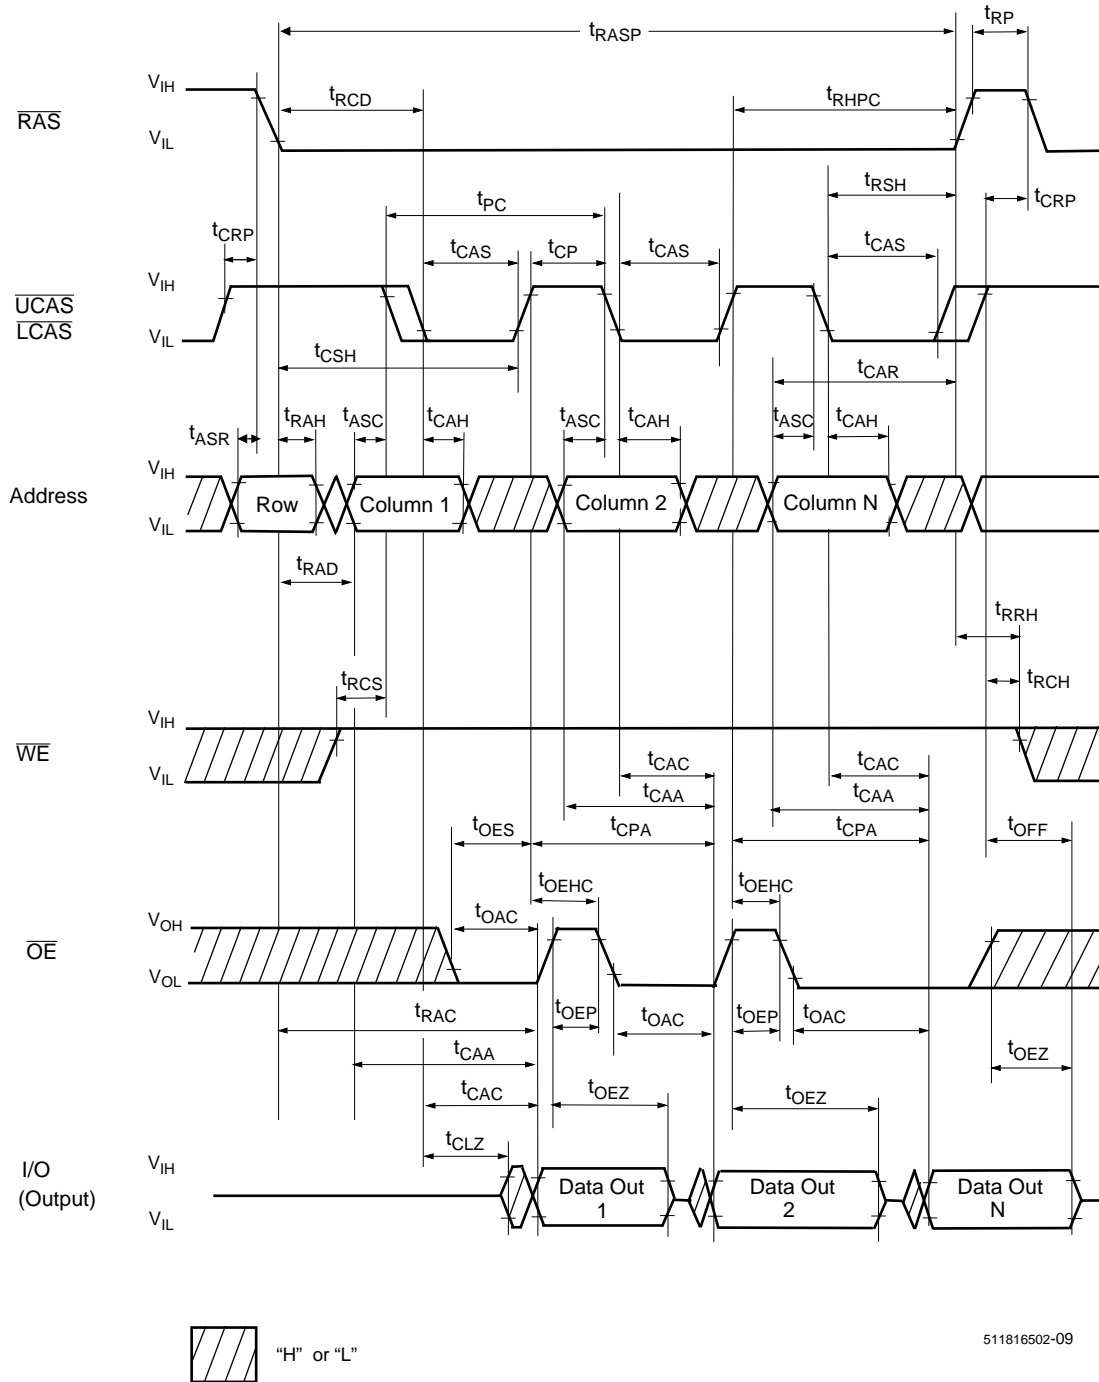 tRP
tRASP
VIH
tRCD
tRHPC
RAS
VIL
tRSH
tPC
tCRP
tCRP
tCAS
tCP
tCAS
tCAS
VIH
UCAS
LCAS
VIL
tCSH
tCAR
tASR
tRAH
tASC
tCAH
tASC
tCAH
tASC
tCAH
VIH
Address
Row
Column 1
Column 2
Column N
VIL
tRAD
tRRH
tRCS
tRCH
VIH
WE
VIL
tCAC
tCAC
tCAA
tCAA
tOES
tCPA
tCPA
tOFF
tOEHC
tOEHC
VOH
tOAC
OE
VOL
tRAC
tOEP
tOAC
tOEP
tOAC
tCAA
tOEZ
tCAC
tOEZ
tOEZ
tCLZ
VIH
I/O
(Output)
Data Out
1
Data Out
2
Data Out
N
VIL
511816502-09
“H” or “L”